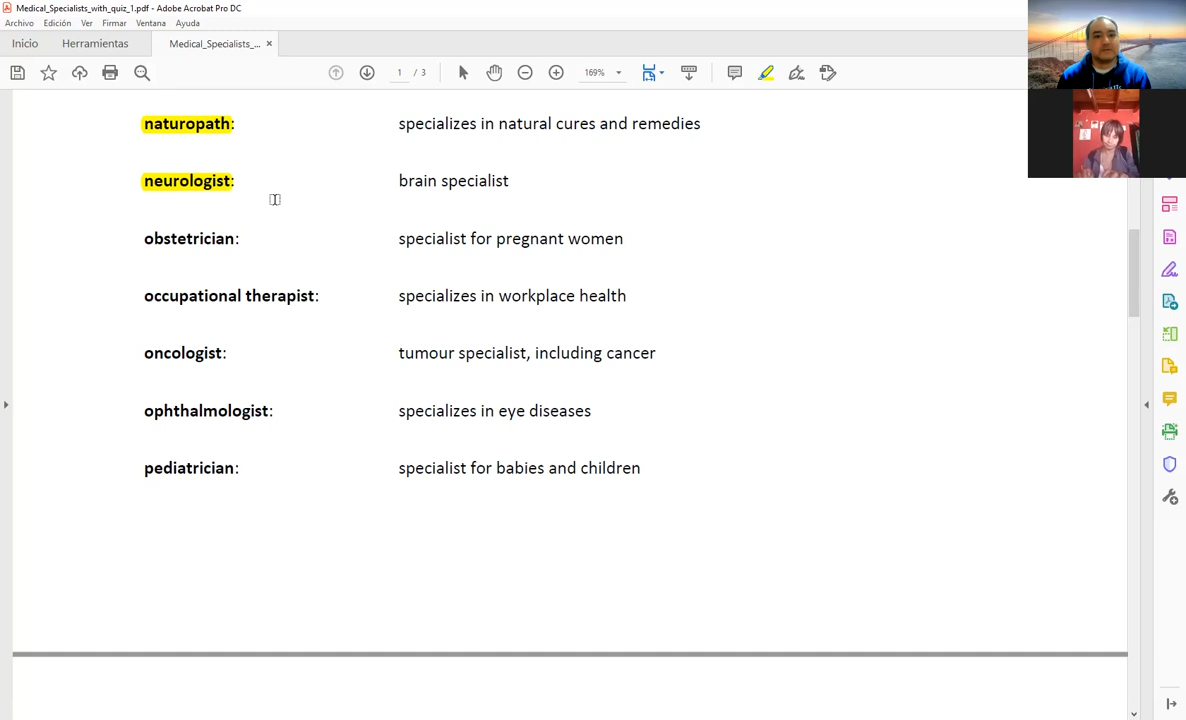 Medical_Specialists_with_quiz_1.pdf - Adobe Acrobat Pro DC
Archivo Edición Ver Firmar Ventana Ayuda
Inicio Herramientas Medical_Specialists_... ×
1 / 3 169%
naturopath: specializes in natural cures and remedies
neurologist: brain specialist
obstetrician: specialist for pregnant women
occupational therapist: specializes in workplace health
oncologist: tumour specialist, including cancer
ophthalmologist: specializes in eye diseases
pediatrician: specialist for babies and children